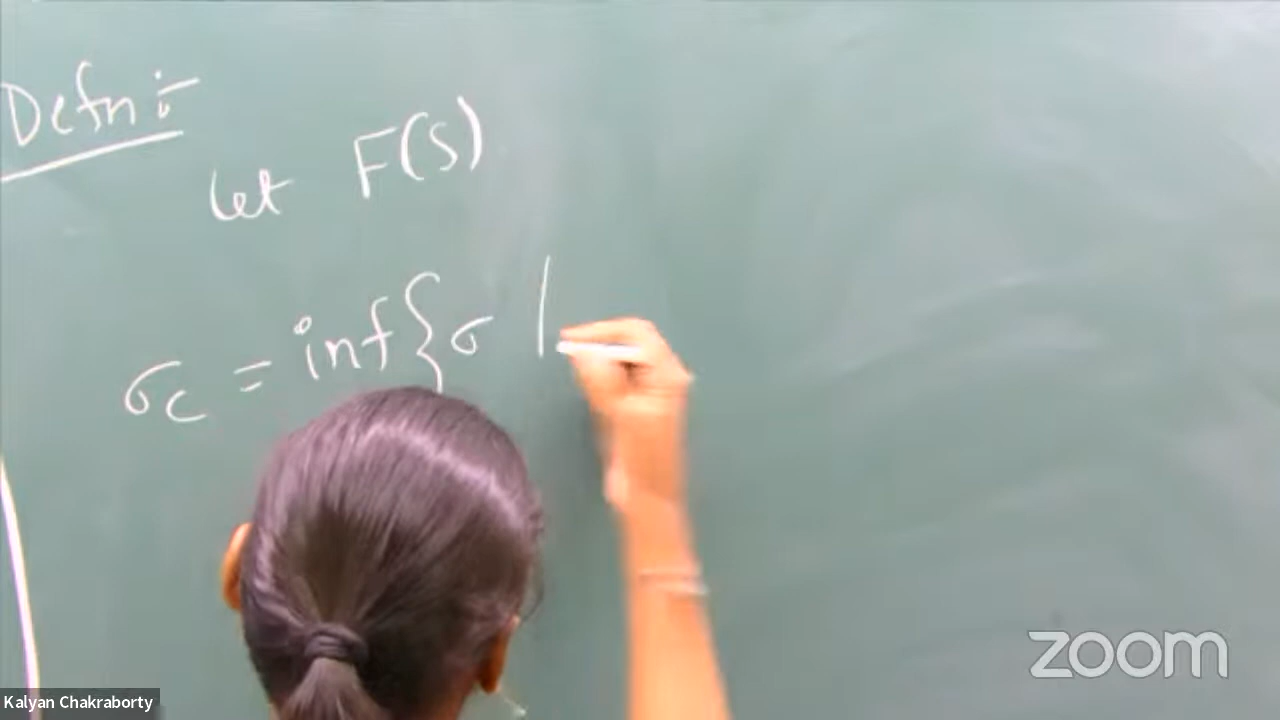 Defn :-
Let F(s)
σc = inf { σ |
zoom
Kalyan Chakraborty